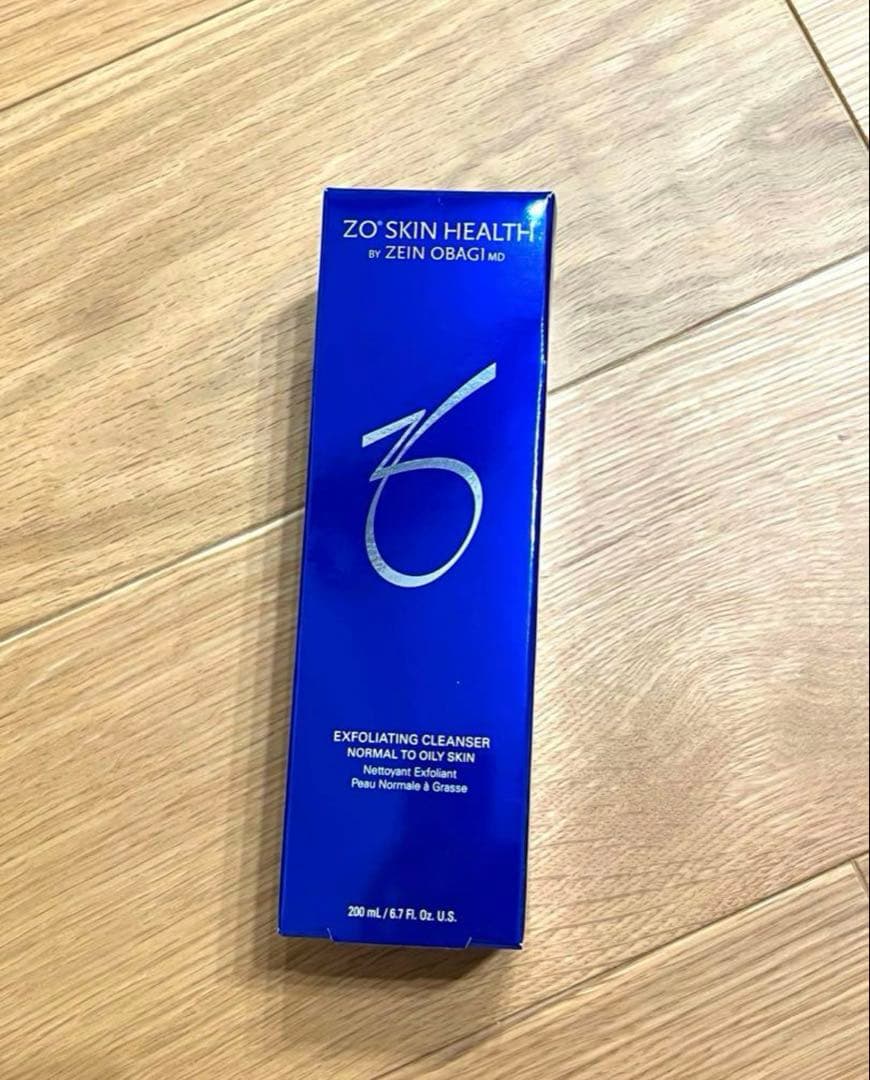 ZO® SKIN HEALTH
BY ZEIN OBAGI MD
EXFOLIATING CLEANSER
NORMAL TO OILY SKIN
Nettoyant Exfoliant
Peau Normale à Grasse
200 mL / 6.7 Fl. Oz. U.S.